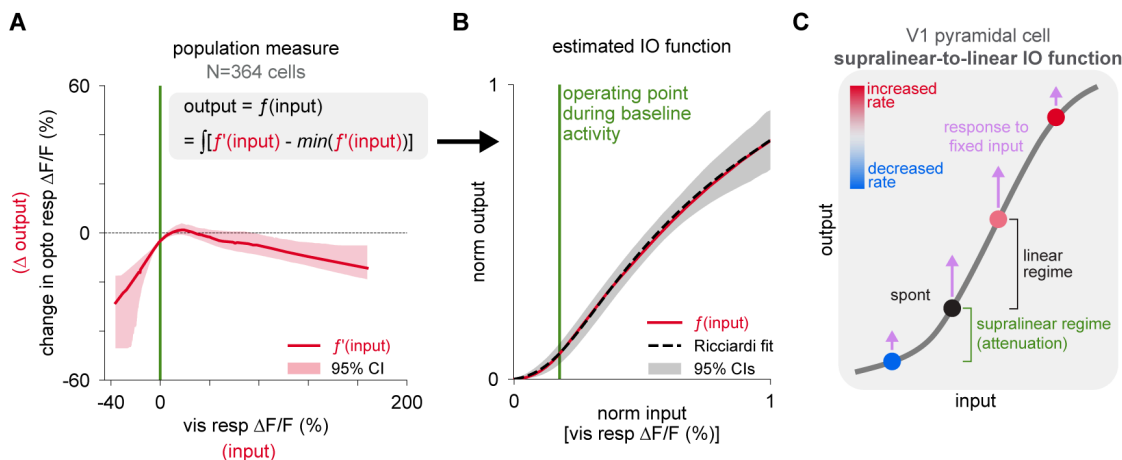 A
population measure
N=364 cells
output = f(input)
= ∫[f'(input) - min(f'(input))]
60
0
-60
(Δ output)
change in opto resp ΔF/F (%)
f'(input)
95% CI
-40
0
200
vis resp ΔF/F (%)
(input)
B
estimated IO function
1
operating point
during baseline
activity
norm output
f(input)
Ricciardi fit
95% CIs
0
0
1
norm input
[vis resp ΔF/F (%)]
C
V1 pyramidal cell
supralinear-to-linear IO function
increased
rate
response to
fixed input
decreased
rate
output
linear
regime
spont
supralinear regime
(attenuation)
input